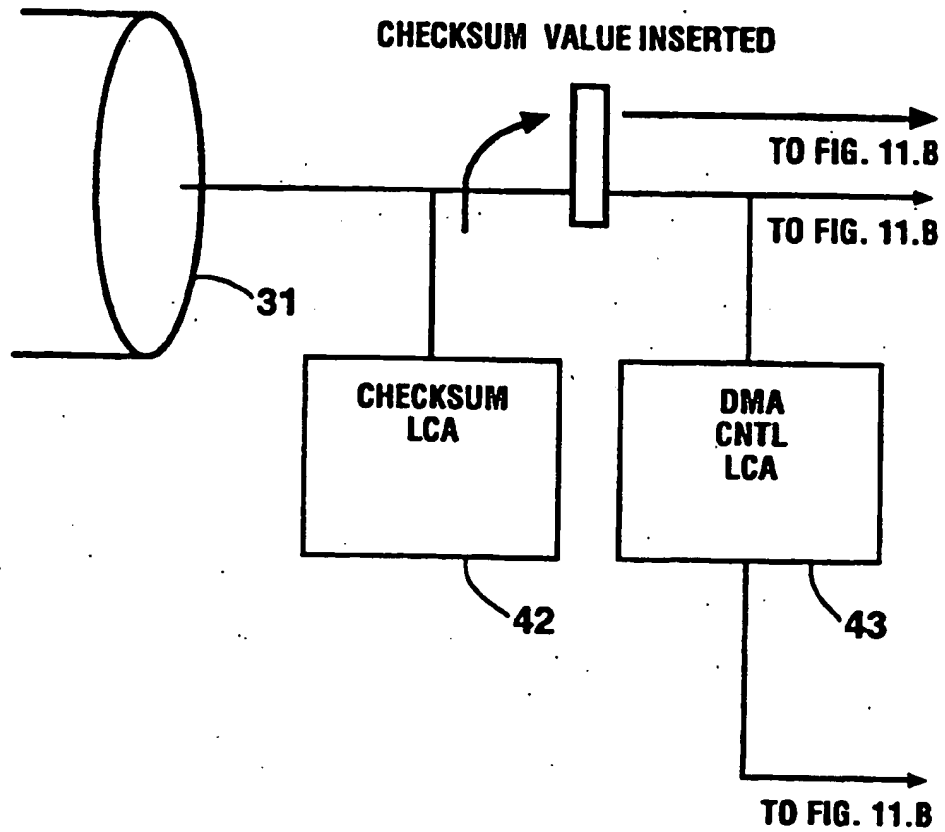 CHECKSUM VALUE INSERTED
TO FIG. 11.B
TO FIG. 11.B
31
CHECKSUM
LCA
DMA
CNTL
LCA
42
43
TO FIG. 11.B